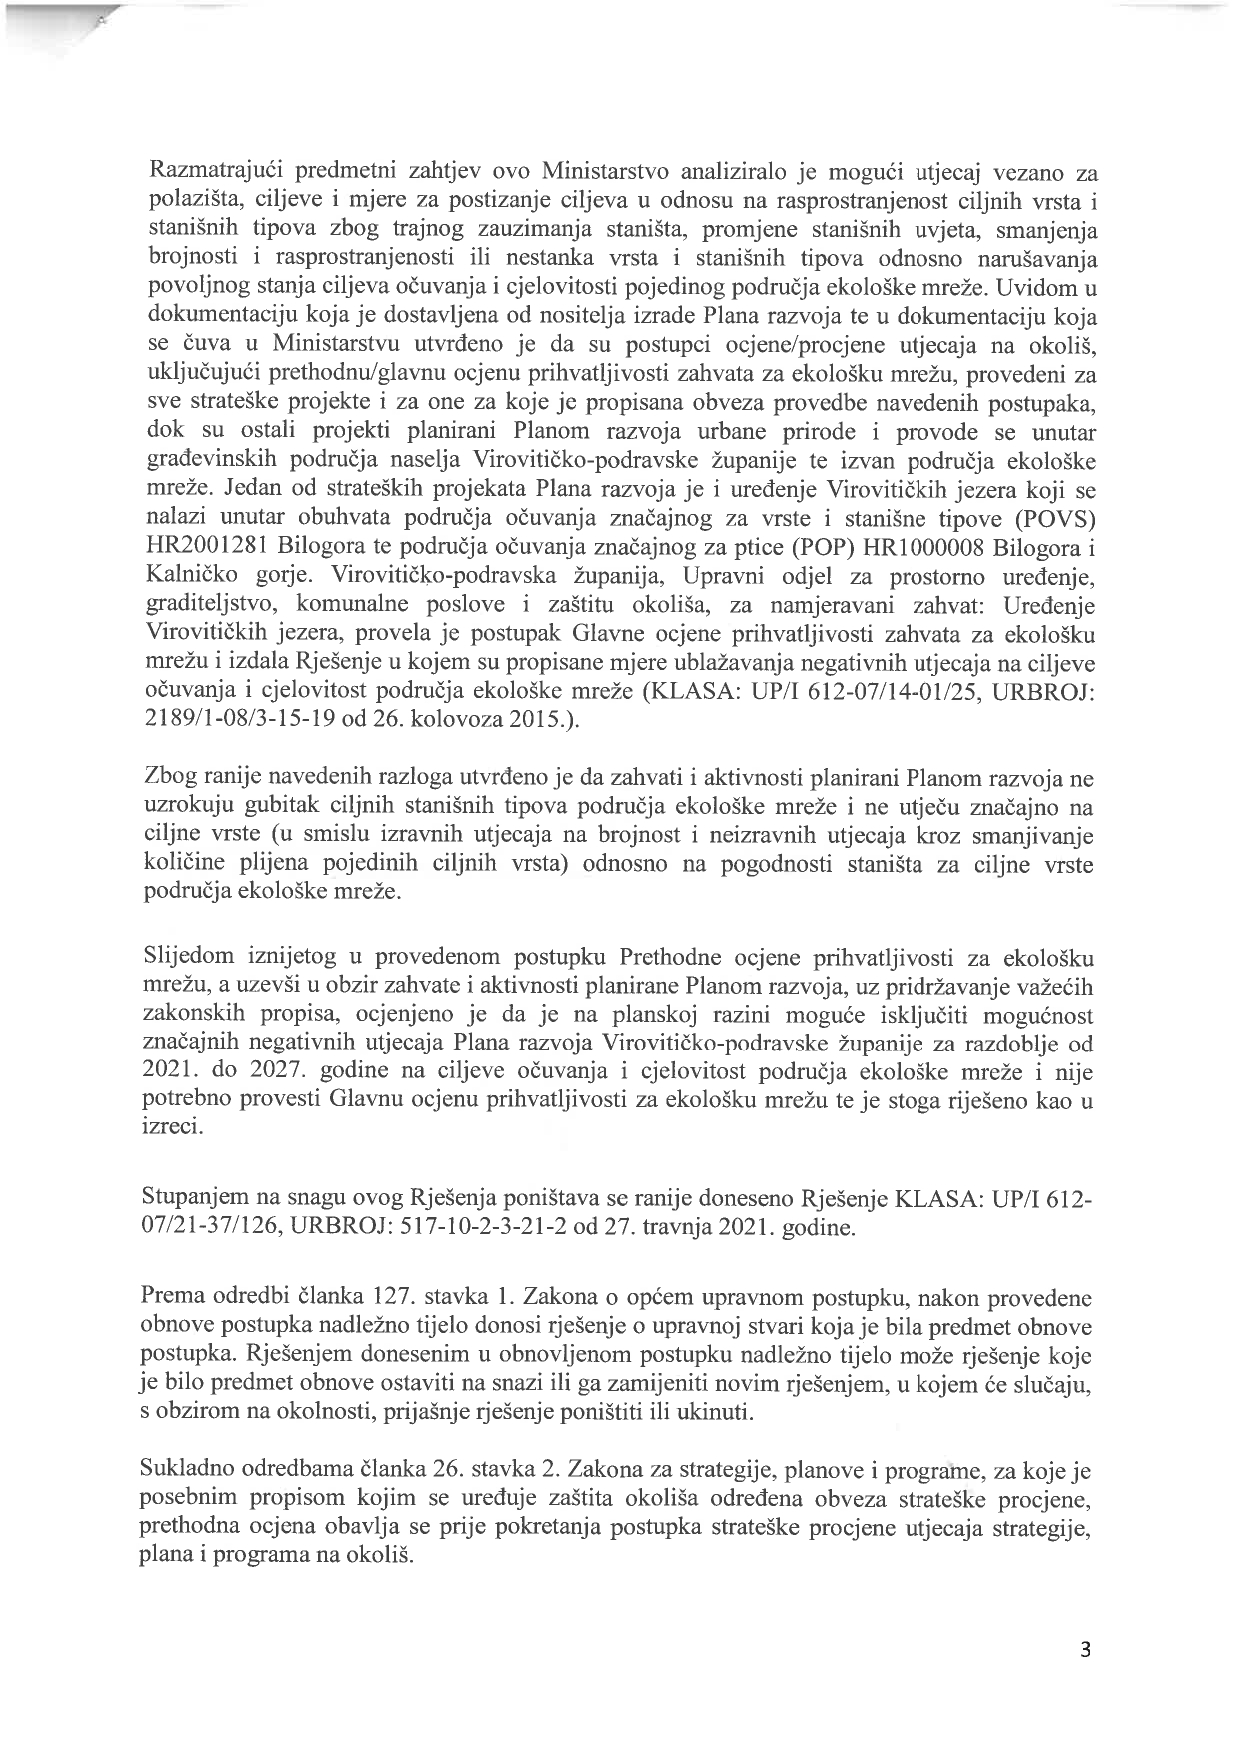 Razmatrajući predmetni zahtjev ovo Ministarstvo analiziralo je mogući utjecaj vezano za
polazišta, ciljeve i mjere za postizanje ciljeva u odnosu na rasprostranjenost ciljnih vrsta i
stanišnih tipova zbog trajnog zauzimanja staništa, promjene stanišnih uvjeta, smanjenja
brojnosti i rasprostranjenosti ili nestanka vrsta i stanišnih tipova odnosno narušavanja
povoljnog stanja ciljeva očuvanja i cjelovitosti pojedinog područja ekološke mreže. Uvidom u
dokumentaciju koja je dostavljena od nositelja izrade Plana razvoja te u dokumentaciju koja
se čuva u Ministarstvu utvrđeno je da su postupci ocjene/procjene utjecaja na okoliš,
uključujući prethodnu/glavnu ocjenu prihvatljivosti zahvata za ekološku mrežu, provedeni za
sve strateške projekte i za one za koje je propisana obveza provedbe navedenih postupaka,
dok su ostali projekti planirani Planom razvoja urbane prirode i provode se unutar
građevinskih područja naselja Virovitičko-podravske županije te izvan područja ekološke
mreže. Jedan od strateških projekata Plana razvoja je i uređenje Virovitičkih jezera koji se
nalazi unutar obuhvata područja očuvanja značajnog za vrste i stanišne tipove (POVS)
HR2001281 Bilogora te područja očuvanja značajnog za ptice (POP) HR1000008 Bilogora i
Kalničko gorje. Virovitičko-podravska županija, Upravni odjel za prostorno uređenje,
graditeljstvo, komunalne poslove i zaštitu okoliša, za namjeravani zahvat: Uređenje
Virovitičkih jezera, provela je postupak Glavne ocjene prihvatljivosti zahvata za ekološku
mrežu i izdala Rješenje u kojem su propisane mjere ublažavanja negativnih utjecaja na ciljeve
očuvanja i cjelovitost područja ekološke mreže (KLASA: UP/I 612-07/14-01/25, URBROJ:
2189/1-08/3-15-19 od 26. kolovoza 2015.).
Zbog ranije navedenih razloga utvrđeno je da zahvati i aktivnosti planirani Planom razvoja ne
uzrokuju gubitak ciljnih stanišnih tipova područja ekološke mreže i ne utječu značajno na
ciljne vrste (u smislu izravnih utjecaja na brojnost i neizravnih utjecaja kroz smanjivanje
količine plijena pojedinih ciljnih vrsta) odnosno na pogodnosti staništa za ciljne vrste
područja ekološke mreže.
Slijedom iznijetog u provedenom postupku Prethodne ocjene prihvatljivosti za ekološku
mrežu, a uzevši u obzir zahvate i aktivnosti planirane Planom razvoja, uz pridržavanje važećih
zakonskih propisa, ocjenjeno je da je na planskoj razini moguće isključiti mogućnost
značajnih negativnih utjecaja Plana razvoja Virovitičko-podravske županije za razdoblje od
2021. do 2027. godine na ciljeve očuvanja i cjelovitost područja ekološke mreže i nije
potrebno provesti Glavnu ocjenu prihvatljivosti za ekološku mrežu te je stoga riješeno kao u
izreci.
Stupanjem na snagu ovog Rješenja poništava se ranije doneseno Rješenje KLASA: UP/I 612-
07/21-37/126, URBROJ: 517-10-2-3-21-2 od 27. travnja 2021. godine.
Prema odredbi članka 127. stavka 1. Zakona o općem upravnom postupku, nakon provedene
obnove postupka nadležno tijelo donosi rješenje o upravnoj stvari koja je bila predmet obnove
postupka. Rješenjem donesenim u obnovljenom postupku nadležno tijelo može rješenje koje
je bilo predmet obnove ostaviti na snazi ili ga zamijeniti novim rješenjem, u kojem će slučaju,
s obzirom na okolnosti, prijašnje rješenje poništiti ili ukinuti.
Sukladno odredbama članka 26. stavka 2. Zakona za strategije, planove i programe, za koje je
posebnim propisom kojim se uređuje zaštita okoliša određena obveza strateške procjene,
prethodna ocjena obavlja se prije pokretanja postupka strateške procjene utjecaja strategije,
plana i programa na okoliš.
3